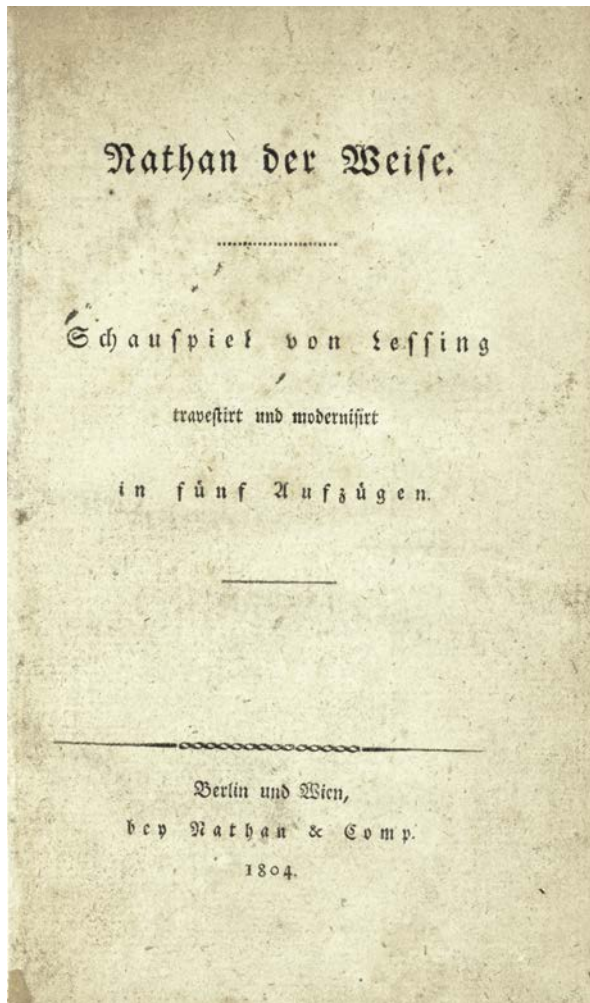 Nathan der Weise.
Schauspiel von Lessing
travestirt und modernisirt
in fünf Aufzügen.
Berlin und Wien,
bey Nathan & Comp.
1804.